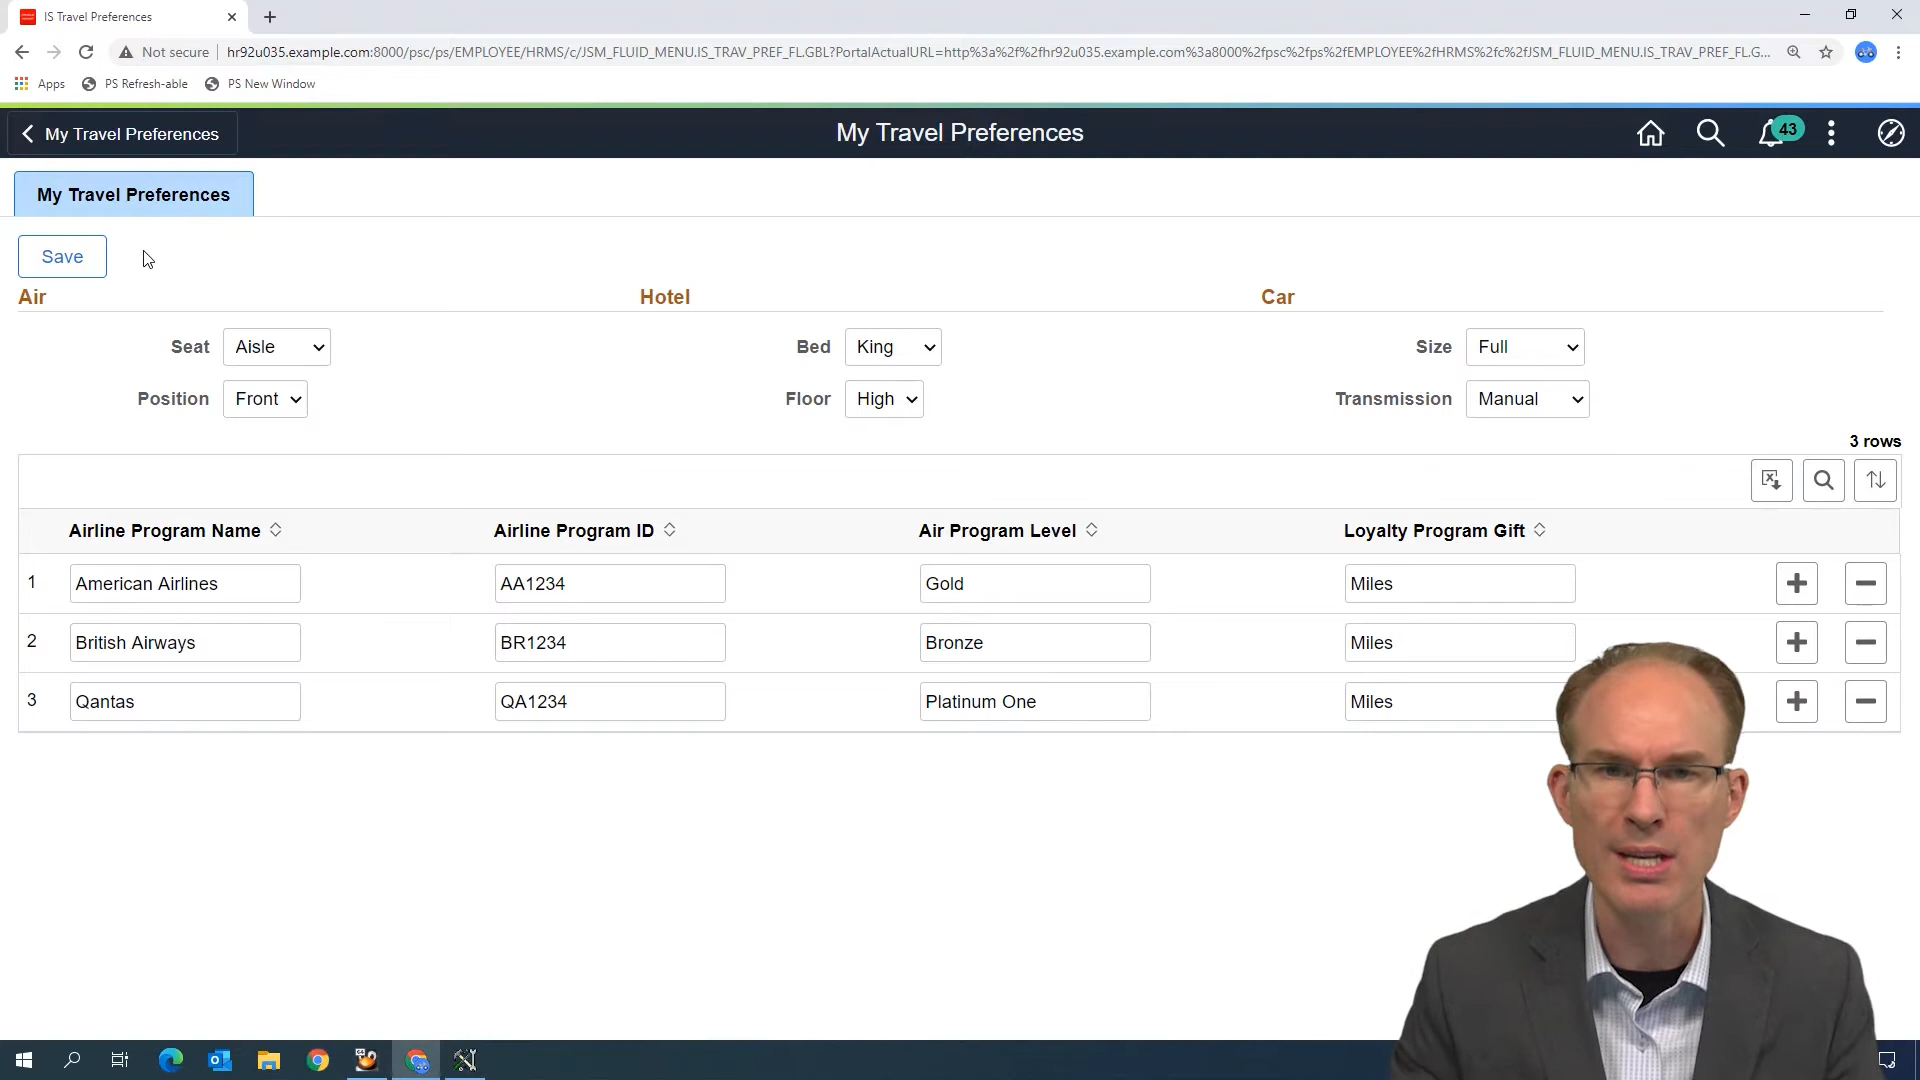 IS Travel Preferences
Not secure hr92u035.example.com:8000/psc/ps/EMPLOYEE/HRMS/c/JSM_FLUID_MENU.IS_TRAV_PREF_FL.GBL?PortalActualURL=http%3a%2f%2fhr92u035.example.com%3a8000%2fpsc%2fps%2fEMPLOYEE%2fHRMS%2fc%2fJSM_FLUID_MENU.IS_TRAV_PREF_FL.G...
Apps PS Refresh-able PS New Window
My Travel Preferences My Travel Preferences 43
My Travel Preferences
Save
Air Hotel Car
Seat Aisle Bed King Size Full
Position Front Floor High Transmission Manual
3 rows
Airline Program Name Airline Program ID Air Program Level Loyalty Program Gift
1 American Airlines AA1234 Gold Miles
2 British Airways BR1234 Bronze Miles
3 Qantas QA1234 Platinum One Miles